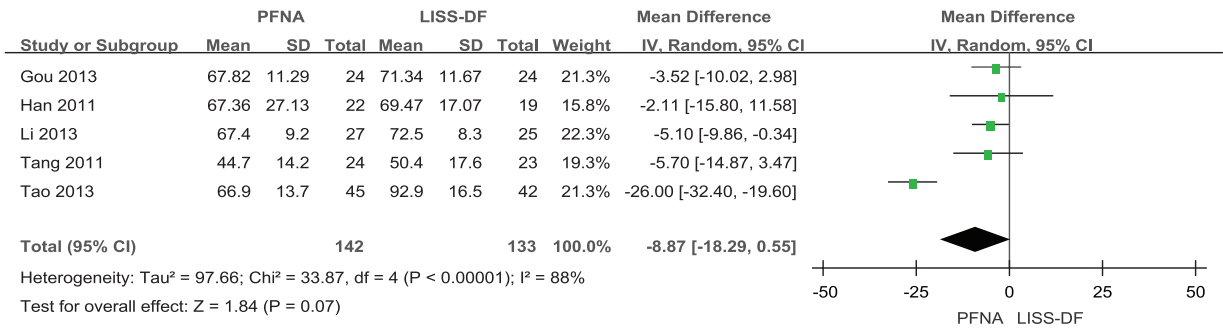 PFNA LISS-DF Mean Difference Mean Difference
Study or Subgroup Mean SD Total Mean SD Total Weight IV, Random, 95% CI IV, Random, 95% CI
Gou 2013 67.82 11.29 24 71.34 11.67 24 21.3% -3.52 [-10.02, 2.98]
Han 2011 67.36 27.13 22 69.47 17.07 19 15.8% -2.11 [-15.80, 11.58]
Li 2013 67.4 9.2 27 72.5 8.3 25 22.3% -5.10 [-9.86, -0.34]
Tang 2011 44.7 14.2 24 50.4 17.6 23 19.3% -5.70 [-14.87, 3.47]
Tao 2013 66.9 13.7 45 92.9 16.5 42 21.3% -26.00 [-32.40, -19.60]
Total (95% CI) 142 133 100.0% -8.87 [-18.29, 0.55]
Heterogeneity: Tau² = 97.66; Chi² = 33.87, df = 4 (P < 0.00001); I² = 88%
Test for overall effect: Z = 1.84 (P = 0.07)
-50 -25 0 25 50
PFNA LISS-DF